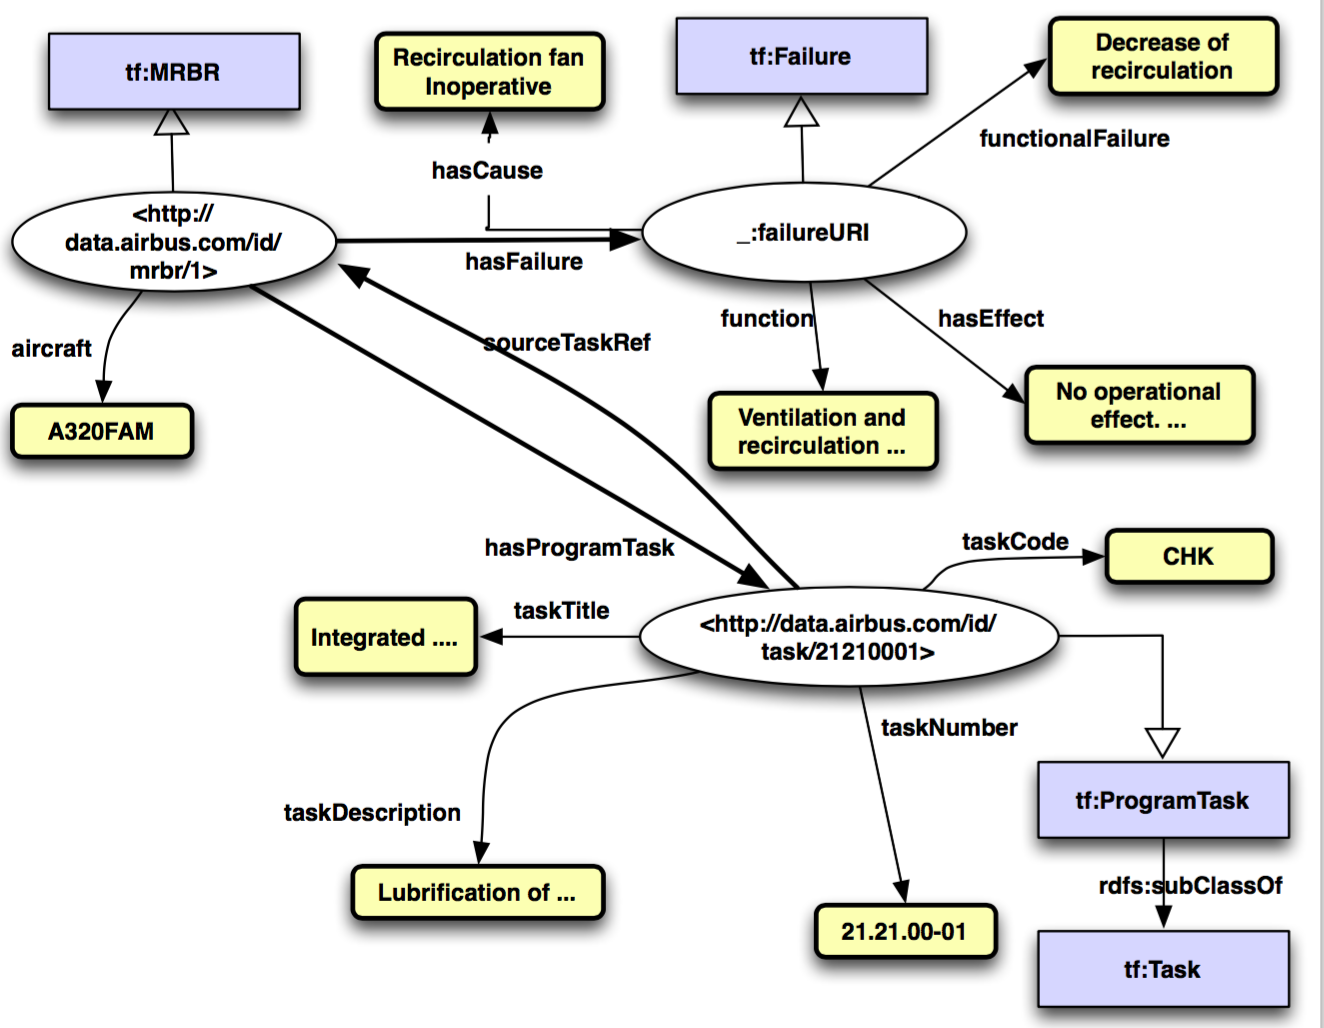 tf:MRBR
Recirculation fan
Inoperative
tf:Failure
Decrease of
recirculation
functionalFailure
hasCause
<http://
data.airbus.com/id/
mrbr/1>
_:failureURI
hasFailure
function
hasEffect
aircraft
sourceTaskRef
A320FAM
Ventilation and
recirculation ...
No operational
effect. ...
hasProgramTask
taskCode
CHK
taskTitle
Integrated ....
<http://data.airbus.com/id/
task/21210001>
taskNumber
taskDescription
tf:ProgramTask
rdfs:subClassOf
Lubrification of ...
21.21.00-01
tf:Task